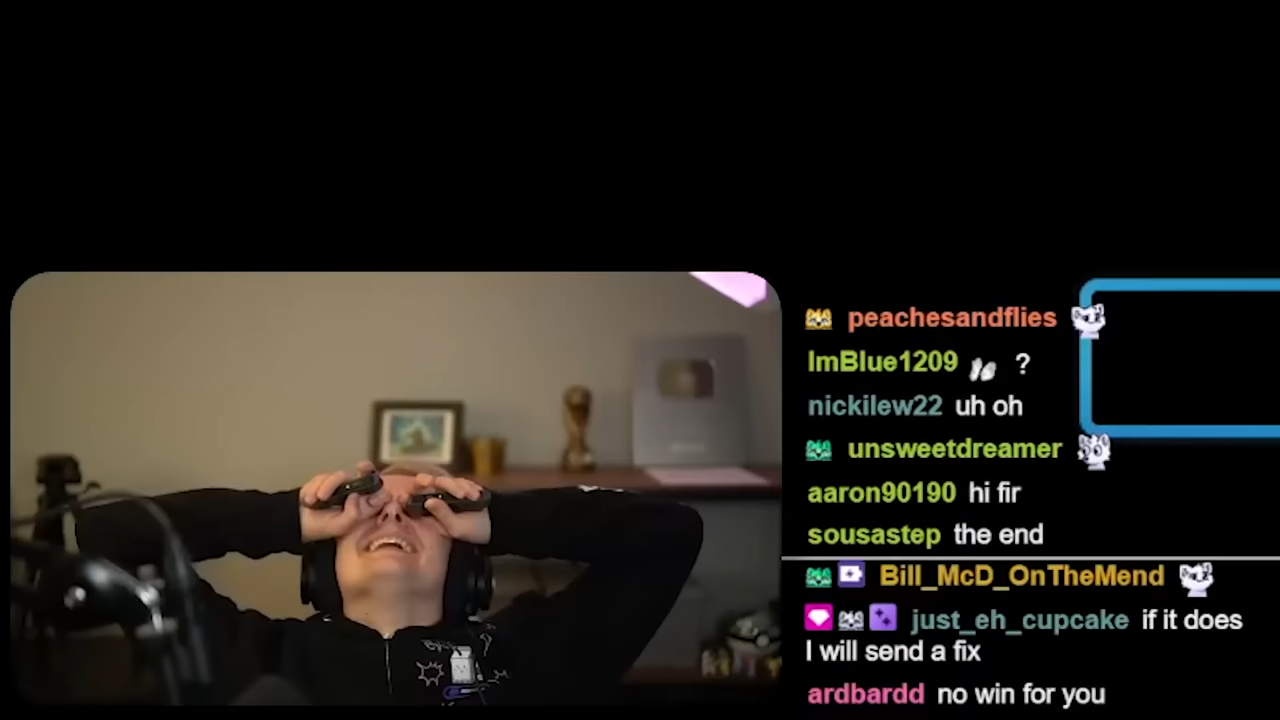 peachesandflies
ImBlue1209 ?
nickilew22 uh oh
unsweetdreamer
aaron90190 hi fir
sousastep the end
Bill_McD_OnTheMend
just_eh_cupcake if it does
I will send a fix
ardbardd no win for you